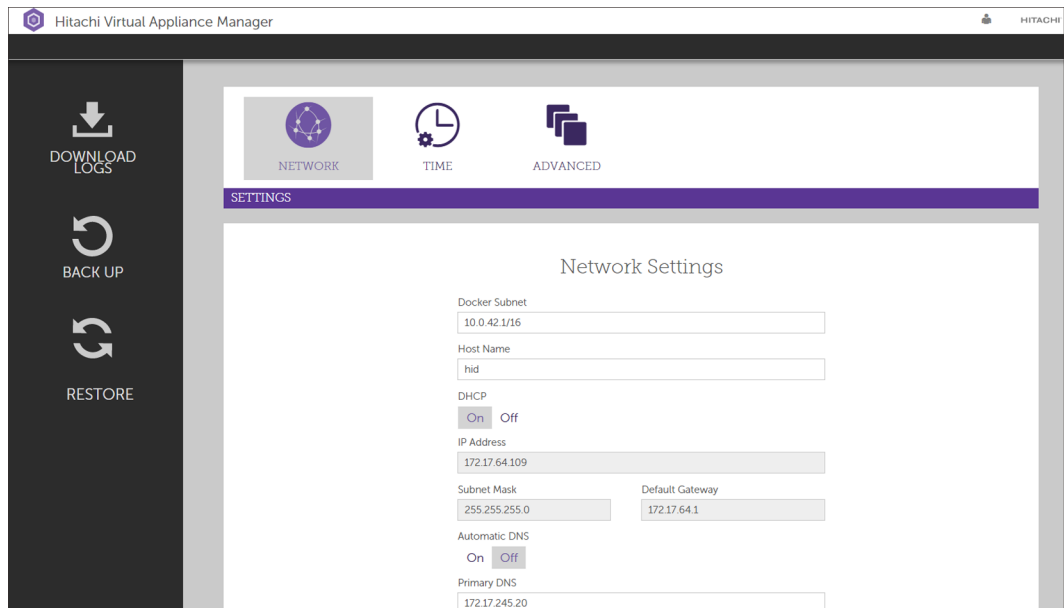 Hitachi Virtual Appliance Manager
HITACHI
DOWNLOAD
LOGS
BACK UP
RESTORE
NETWORK
TIME
ADVANCED
SETTINGS
Network Settings
Docker Subnet
10.0.42.1/16
Host Name
hid
DHCP
On Off
IP Address
172.17.64.109
Subnet Mask Default Gateway
255.255.255.0 172.17.64.1
Automatic DNS
On Off
Primary DNS
172.17.245.20